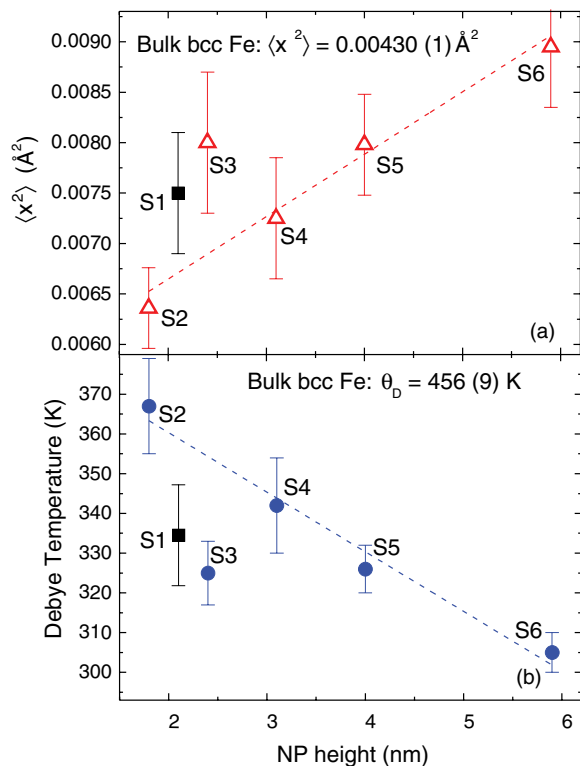 Bulk bcc Fe: ⟨x ²⟩ = 0.00430 (1) Å²
0.0090
0.0085
0.0080
0.0075
0.0070
0.0065
0.0060
⟨x²⟩ (Å²)
S6
S3
S5
S1
S4
S2
(a)
Bulk bcc Fe: θ_D = 456 (9) K
370
360
350
340
330
320
310
300
Debye Temperature (K)
S2
S4
S1
S3
S5
S6
(b)
2 3 4 5 6
NP height (nm)